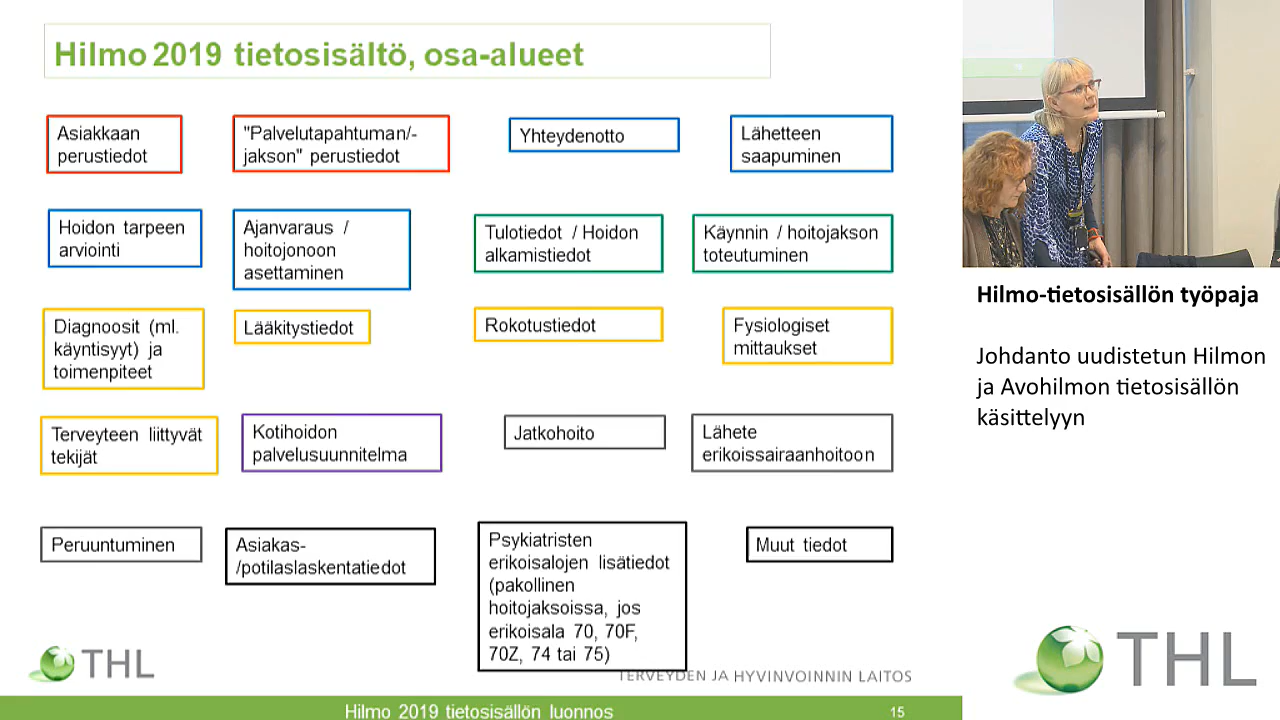 Hilmo 2019 tietosisältö, osa-alueet
Asiakkaan
perustiedot
"Palvelutapahtuman/-
jakson" perustiedot
Yhteydenotto
Lähetteen
saapuminen
Hoidon tarpeen
arviointi
Ajanvaraus /
hoitojonoon
asettaminen
Tulotiedot / Hoidon
alkamistiedot
Käynnin / hoitojakson
toteutuminen
Diagnoosit (ml.
käyntisyyt) ja
toimenpiteet
Lääkitystiedot
Rokotustiedot
Fysiologiset
mittaukset
Terveyteen liittyvät
tekijät
Kotihoidon
palvelusuunnitelma
Jatkohoito
Lähete
erikoissairaanhoitoon
Peruuntuminen
Asiakas-
/potilaslaskentatiedot
Psykiatristen
erikoisalojen lisätiedot
(pakollinen
hoitojaksoissa, jos
erikoisala 70, 70F,
70Z, 74 tai 75)
Muut tiedot
THL
TERVEYDEN JA HYVINVOINNIN LAITOS
Hilmo 2019 tietosisällön luonnos
15
Hilmo-tietosisällön työpaja
Johdanto uudistetun Hilmon
ja Avohilmon tietosisällön
käsittelyyn
THL